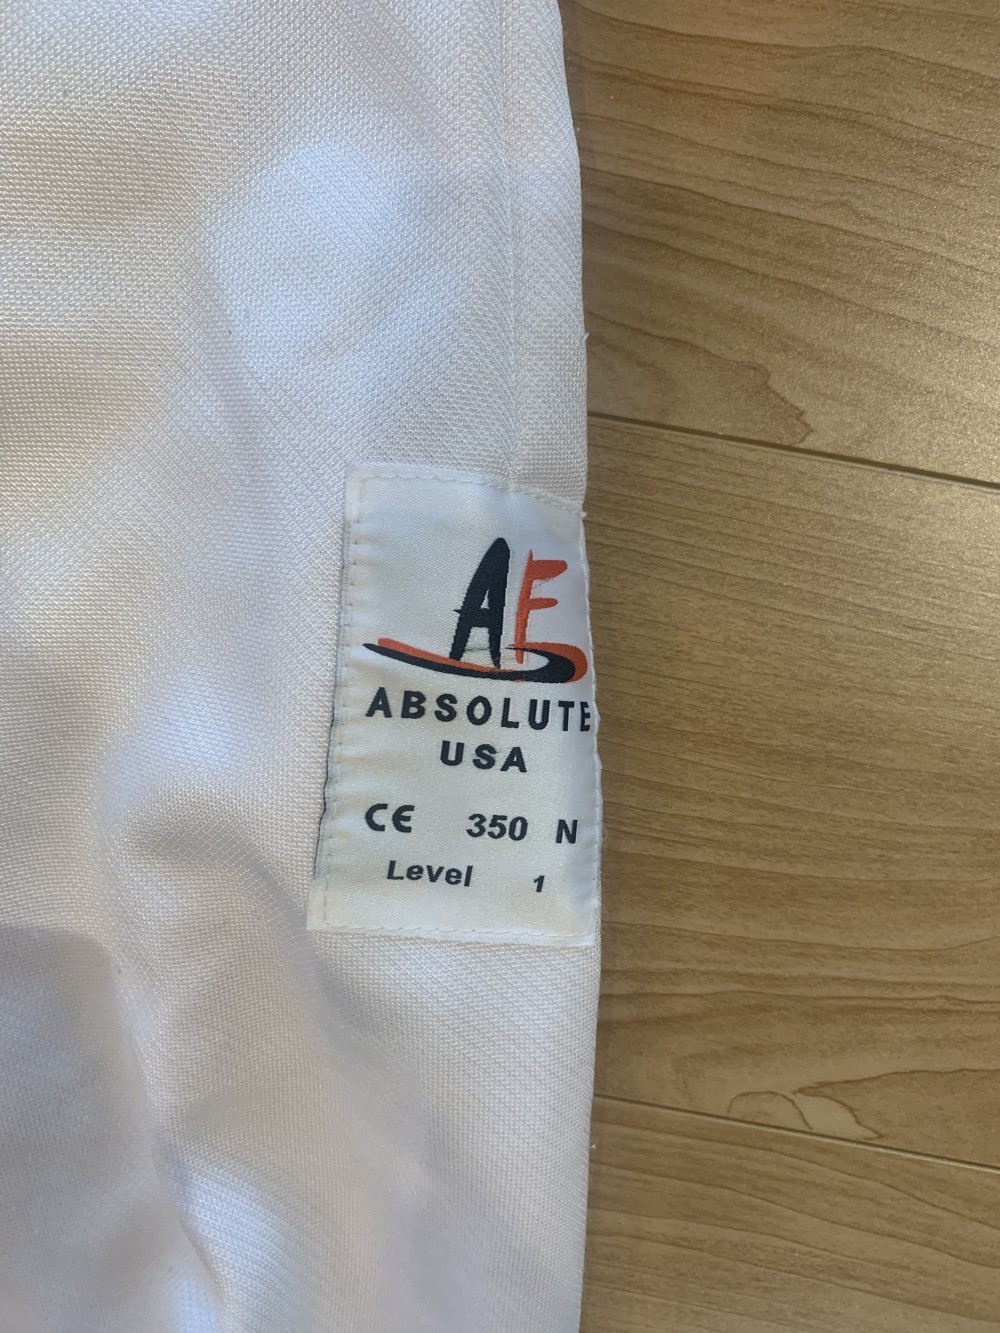 AF
ABSOLUTE
USA
CE 350 N
Level 1